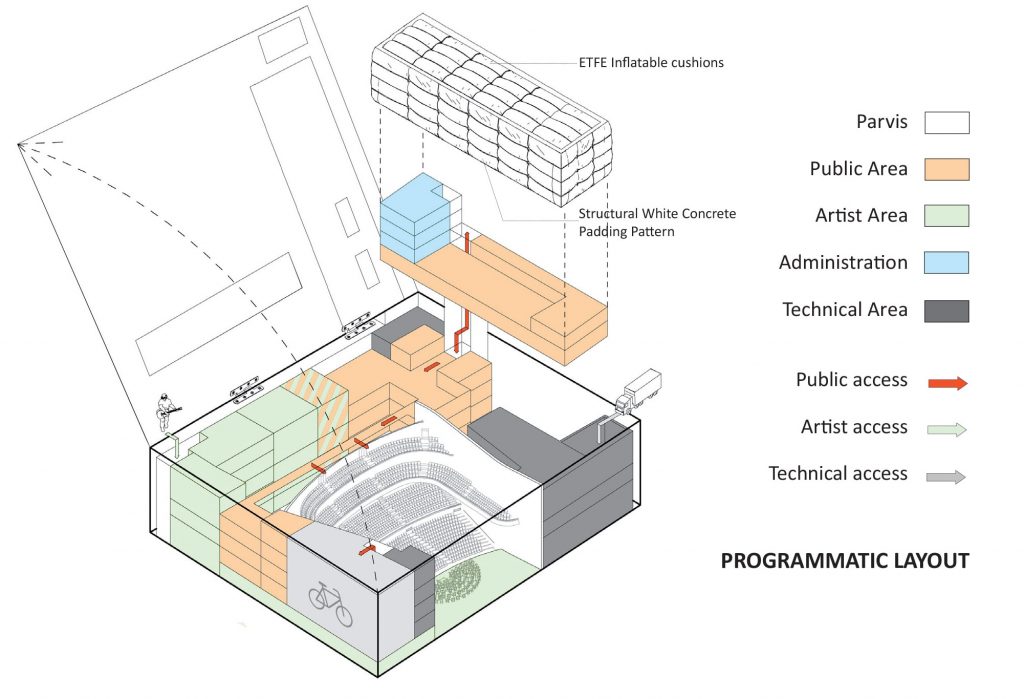 ETFE Inflatable cushions
Structural White Concrete
Padding Pattern
Parvis
Public Area
Artist Area
Administration
Technical Area
Public access
Artist access
Technical access
PROGRAMMATIC LAYOUT